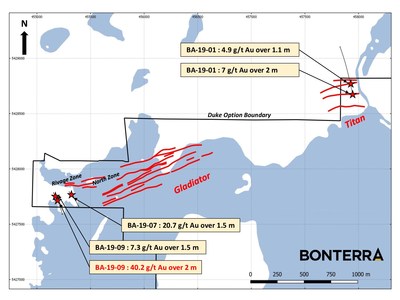 N
BA-19-01 : 4.9 g/t Au over 1.1 m
BA-19-01 : 7 g/t Au over 2 m
Duke Option Boundary
Titan
Rivage Zone
North Zone
Gladiator
BA-19-07 : 20.7 g/t Au over 1.5 m
BA-19-09 : 7.3 g/t Au over 1.5 m
BA-19-09 : 40.2 g/t Au over 2 m
BONTERRA
0 250 500 1000 m